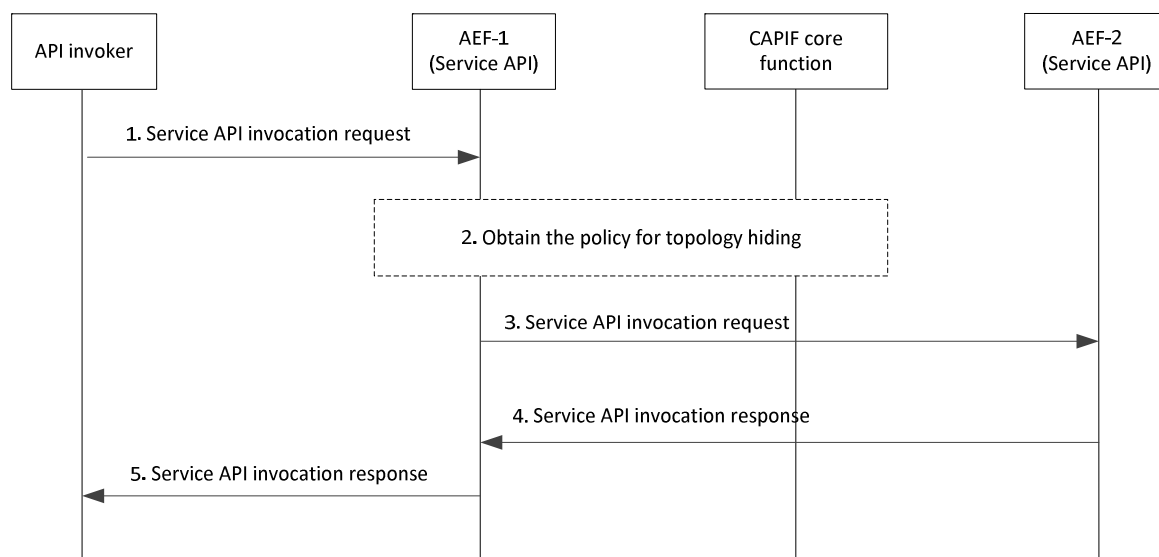 API invoker
AEF-1
(Service API)
CAPIF core
function
AEF-2
(Service API)
1. Service API invocation request
2. Obtain the policy for topology hiding
3. Service API invocation request
4. Service API invocation response
5. Service API invocation response